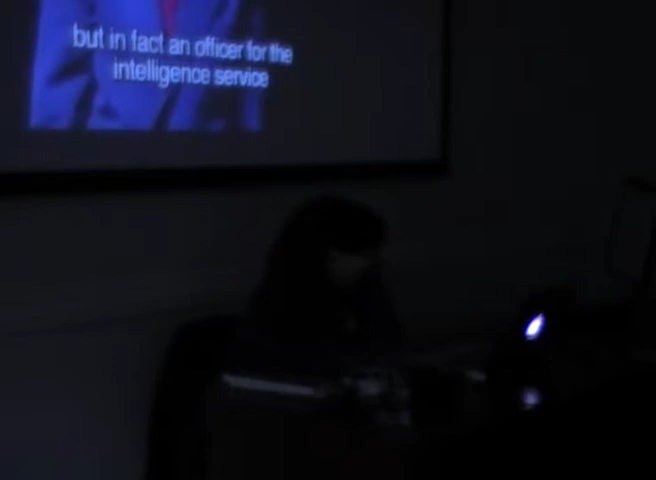 but in fact an officer for the
intelligence service